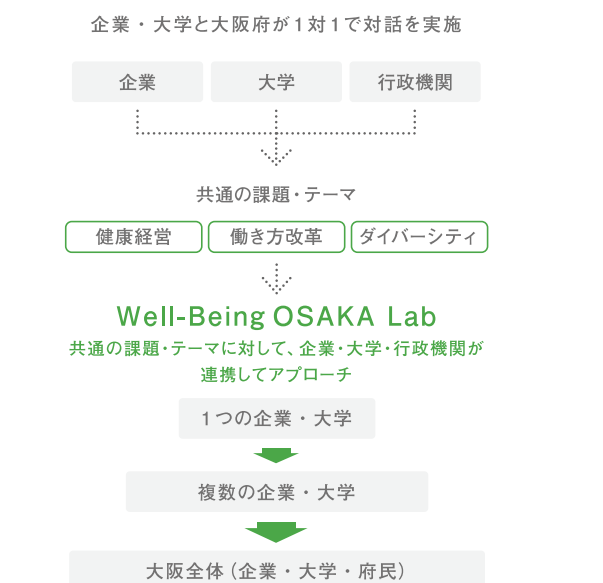 企業・大学と大阪府が1対1で対話を実施
企業 大学 行政機関
共通の課題・テーマ
健康経営 働き方改革 ダイバーシティ
Well-Being OSAKA Lab
共通の課題・テーマに対して、企業・大学・行政機関が
連携してアプローチ
1つの企業・大学
複数の企業・大学
大阪全体(企業・大学・府民)